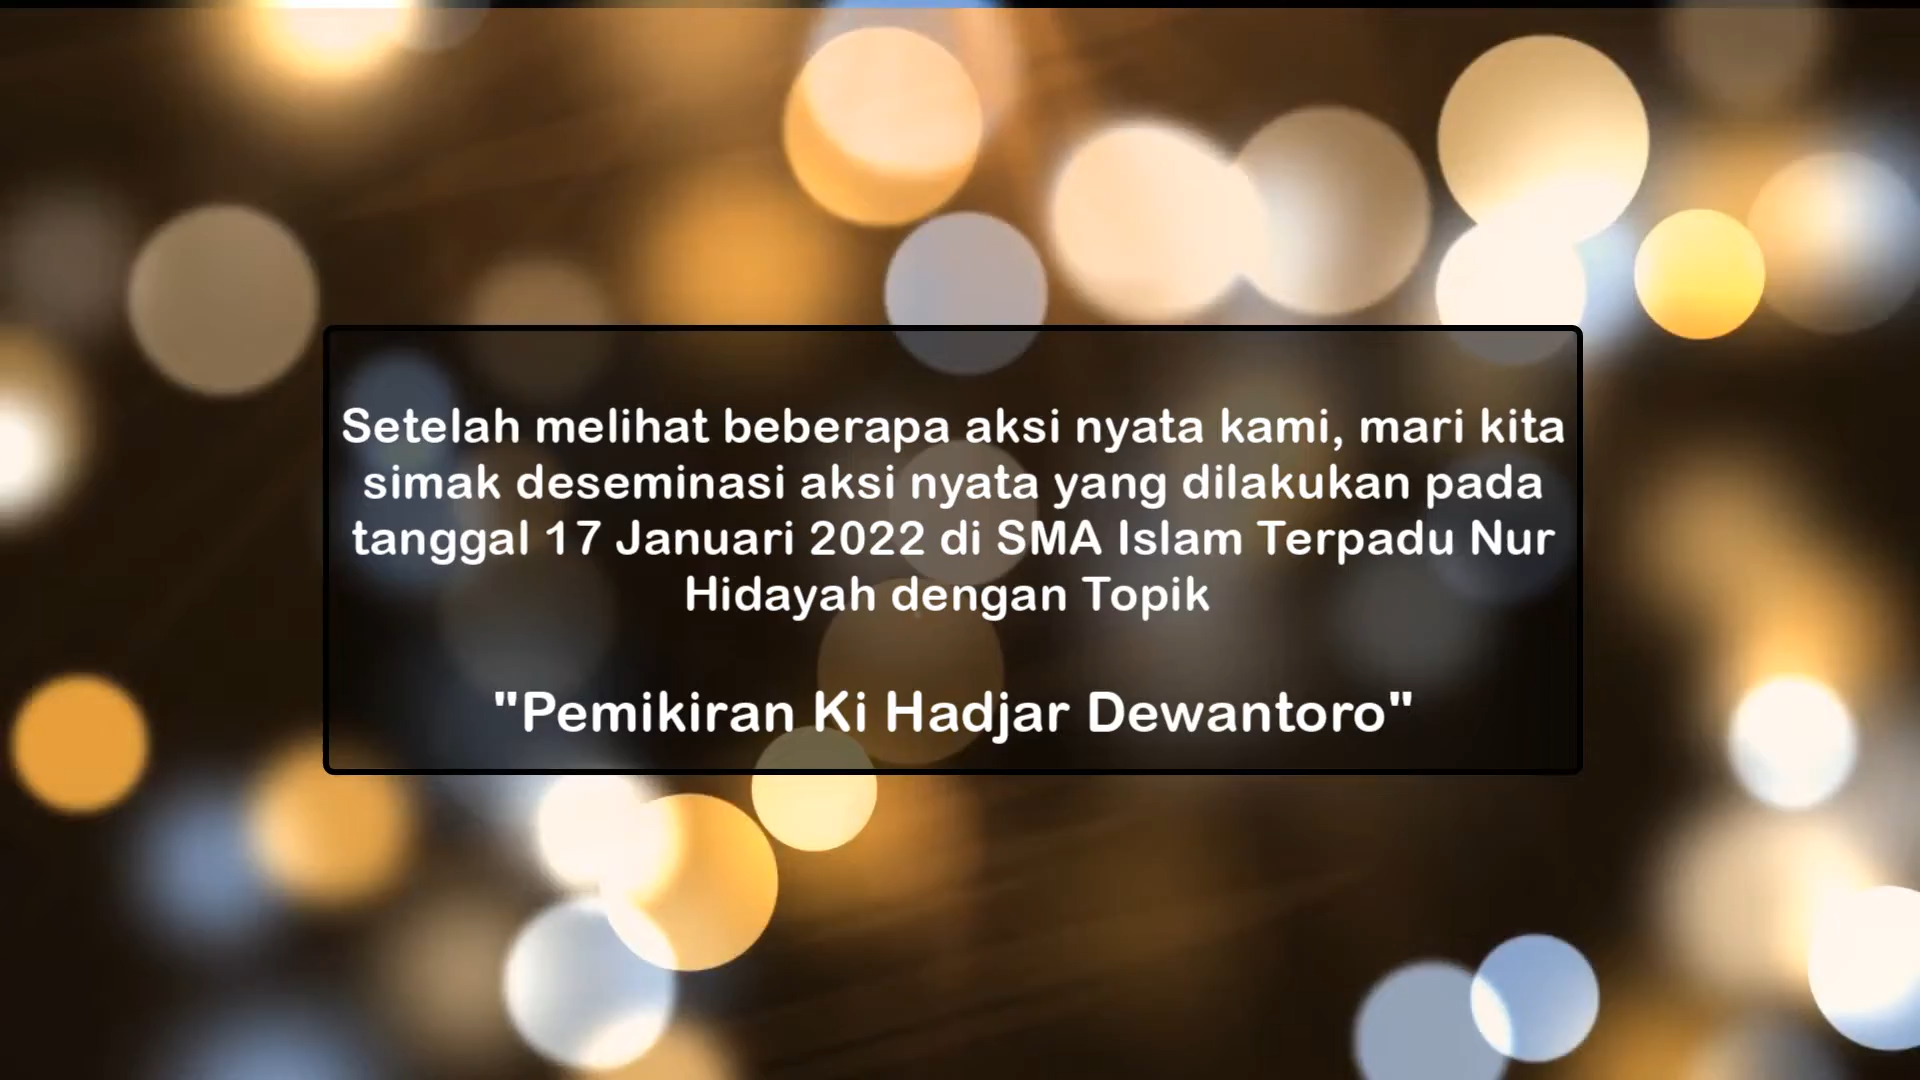 Setelah melihat beberapa aksi nyata kami, mari kita
simak deseminasi aksi nyata yang dilakukan pada
tanggal 17 Januari 2022 di SMA Islam Terpadu Nur
Hidayah dengan Topik
"Pemikiran Ki Hadjar Dewantoro"